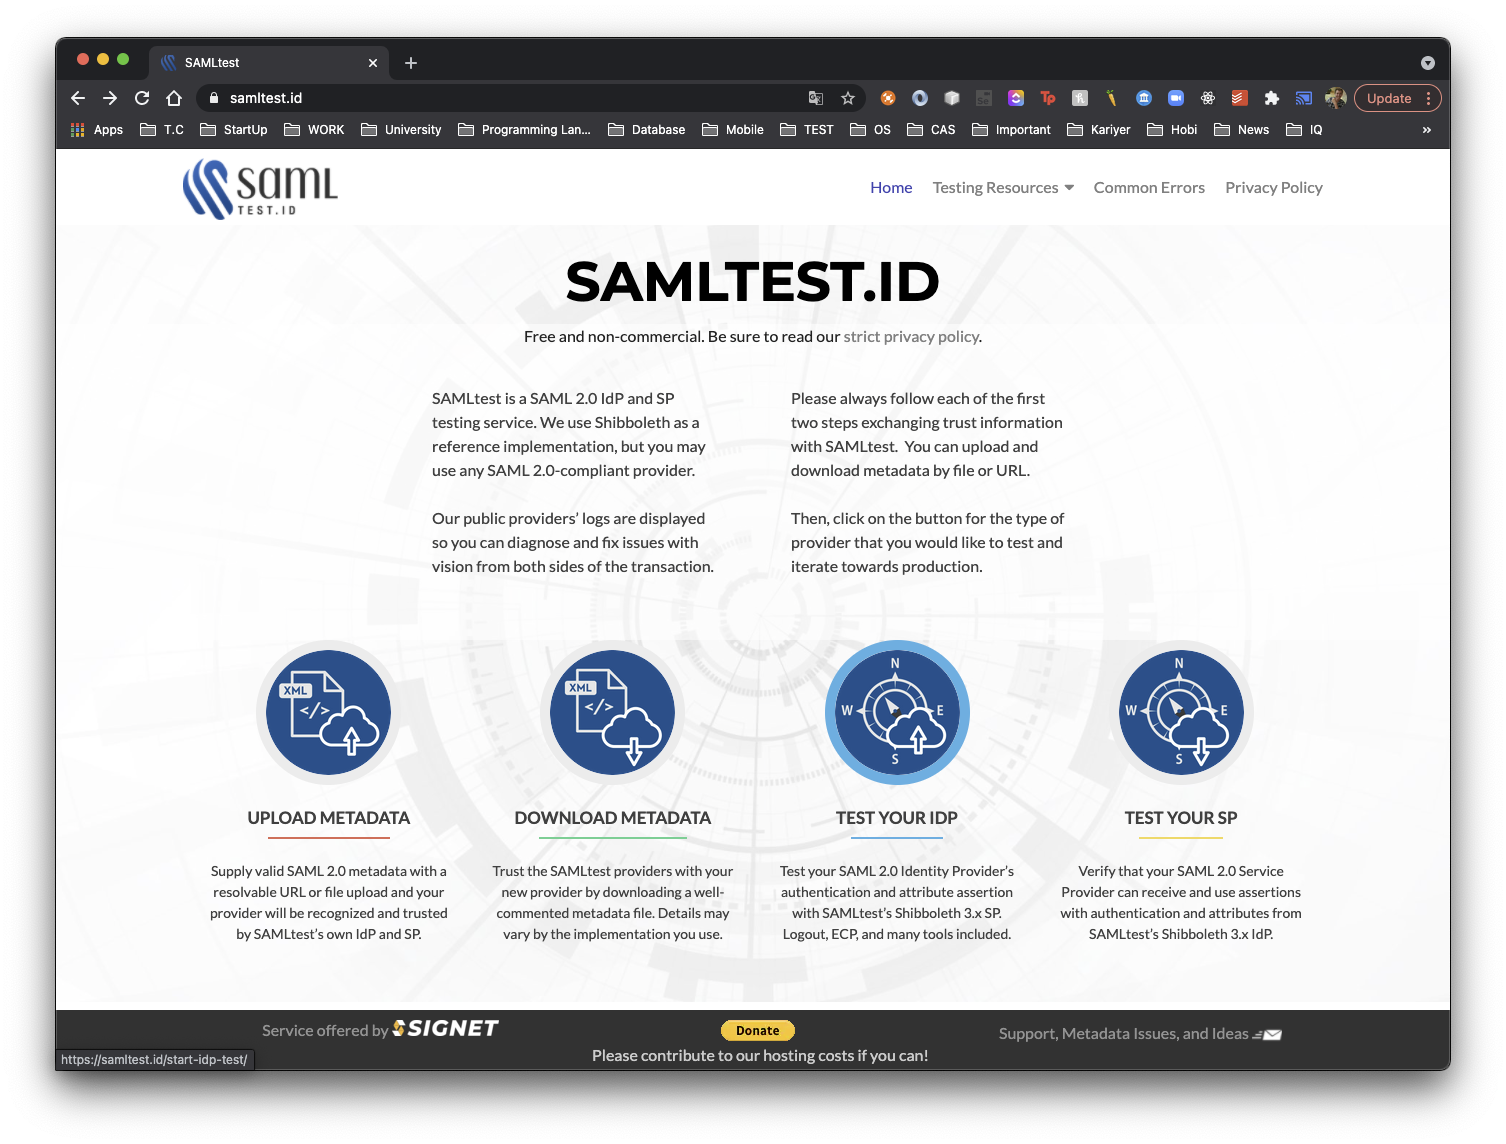 SAMLtest
samltest.id
Update
Apps T.C StartUp WORK University Programming Lan... Database Mobile TEST OS CAS Important Kariyer Hobi News IQ »
samL
TEST.ID
Home Testing Resources Common Errors Privacy Policy
SAMLTEST.ID
Free and non-commercial. Be sure to read our strict privacy policy.
SAMLtest is a SAML 2.0 IdP and SP
testing service. We use Shibboleth as a
reference implementation, but you may
use any SAML 2.0-compliant provider.
Our public providers’ logs are displayed
so you can diagnose and fix issues with
vision from both sides of the transaction.
Please always follow each of the first
two steps exchanging trust information
with SAMLtest. You can upload and
download metadata by file or URL.
Then, click on the button for the type of
provider that you would like to test and
iterate towards production.
XML
</>
UPLOAD METADATA
Supply valid SAML 2.0 metadata with a
resolvable URL or file upload and your
provider will be recognized and trusted
by SAMLtest’s own IdP and SP.
XML
</>
DOWNLOAD METADATA
Trust the SAMLtest providers with your
new provider by downloading a well-
commented metadata file. Details may
vary by the implementation you use.
N
W E
S
TEST YOUR IDP
Test your SAML 2.0 Identity Provider’s
authentication and attribute assertion
with SAMLtest’s Shibboleth 3.x SP.
Logout, ECP, and many tools included.
N
W E
S
TEST YOUR SP
Verify that your SAML 2.0 Service
Provider can receive and use assertions
with authentication and attributes from
SAMLtest’s Shibboleth 3.x IdP.
Service offered by SIGNET
Donate
Please contribute to our hosting costs if you can!
Support, Metadata Issues, and Ideas
https://samltest.id/start-idp-test/